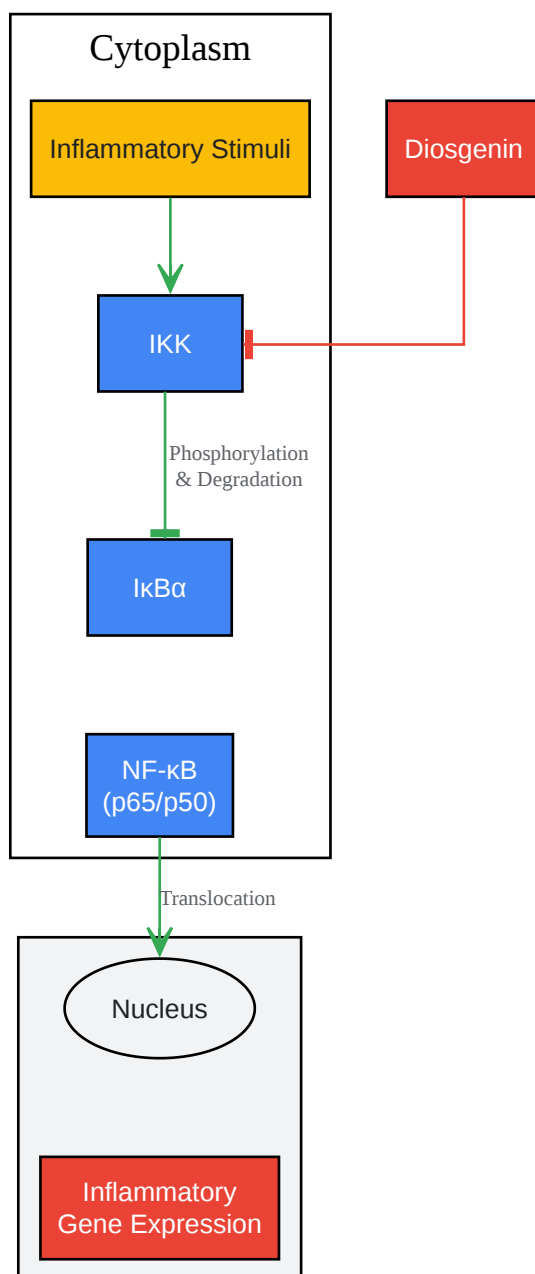 Cytoplasm
Inflammatory Stimuli
Diosgenin
IKK
Phosphorylation
& Degradation
IκBα
NF-κB
(p65/p50)
Translocation
Nucleus
Inflammatory
Gene Expression